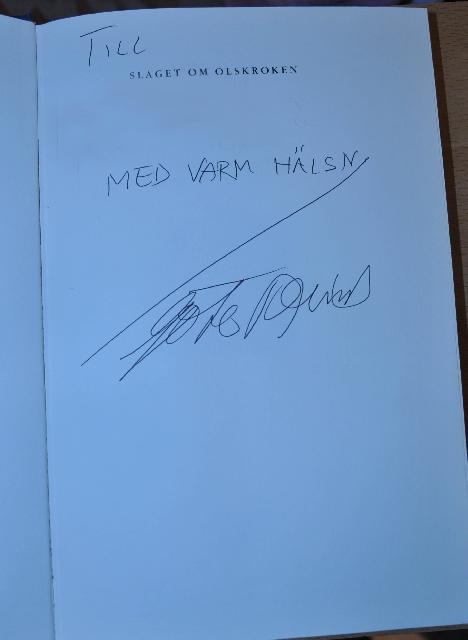 TILL
SLAGET OM OLSKROKEN
MED VARM HÄLSN